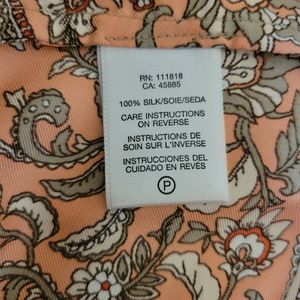 RN: 111818
CA: 45885
100% SILK/SOIE/SEDA
CARE INSTRUCTIONS
ON REVERSE
INSTRUCTIONS DE
SOIN SUR L'INVERSE
INSTRUCCIONES DEL
CUIDADO EN REVÉS
P